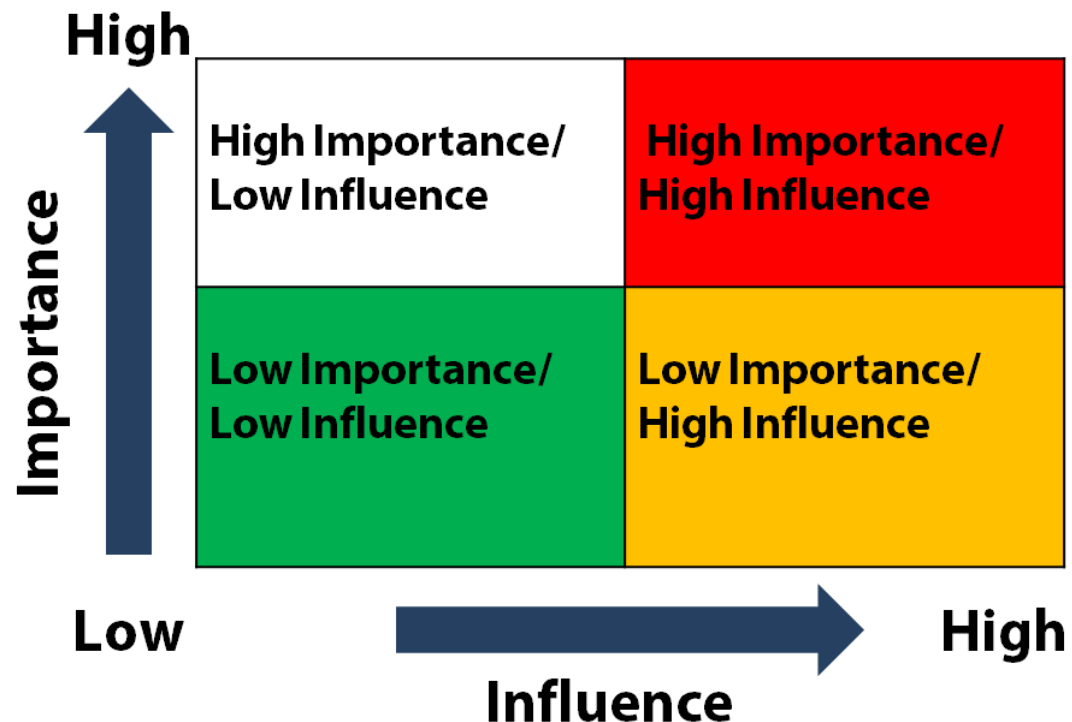 High
High Importance/
Low Influence
High Importance/
High Influence
Importance
Low Importance/
Low Influence
Low Importance/
High Influence
Low
High
Influence